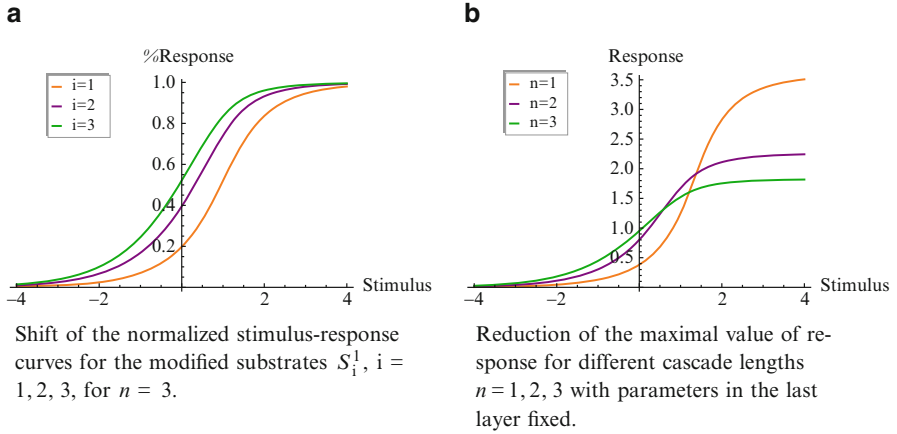 a
%Response
i=1
i=2
i=3
1.0
0.8
0.6
0.4
0.2
−4
−2
2
4
Stimulus
Shift of the normalized stimulus-response
curves for the modified substrates S_i^1, i =
1, 2, 3, for n = 3.
b
Response
n=1
n=2
n=3
3.5
3.0
2.5
2.0
1.5
1.0
0.5
−4
−2
2
4
Stimulus
Reduction of the maximal value of re-
sponse for different cascade lengths
n = 1, 2, 3 with parameters in the last
layer fixed.